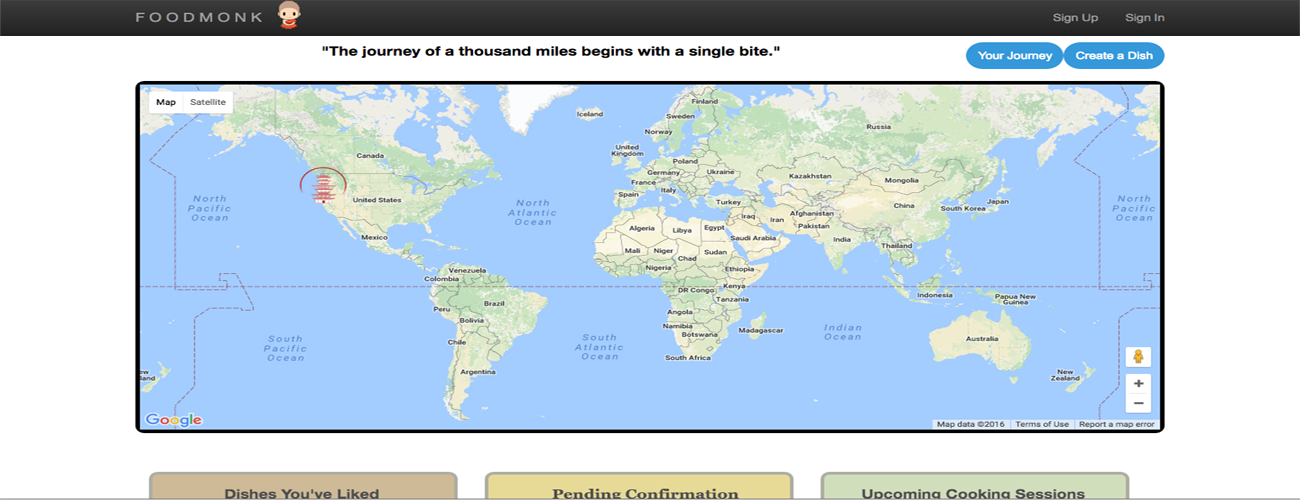 FOODMONK
Sign Up
Sign In
"The journey of a thousand miles begins with a single bite."
Your Journey
Create a Dish
Map
Satellite
Finland
Iceland
Sweden
Russia
Norway
United
Kingdom
Canada
Poland
Germany
Ukraine
Kazakhstan
Mongolia
France
Italy
Spain
United States
Turkey
China
Japan
South Korea
North
Pacific
Ocean
North
Atlantic
Ocean
North
Pacific
Ocean
Iraq
Iran
Afghanistan
Pakistan
Algeria
Libya
Egypt
Saudi Arabia
India
Mexico
Thailand
Mali
Niger
Sudan
Chad
Nigeria
Ethiopia
Venezuela
Colombia
Kenya
DR Congo
Tanzania
Indonesia
Papua New
Guinea
Peru
Brazil
Angola
Bolivia
Namibia
Botswana
Madagascar
Indian
Ocean
South
Pacific
Ocean
Chile
South
Atlantic
Ocean
South Africa
Australia
Argentina
ew
aland
New
Zealand
+
−
Google
Map data ©2016
Terms of Use
Report a map error
Dishes You've Liked
Pending Confirmation
Upcoming Cooking Sessions